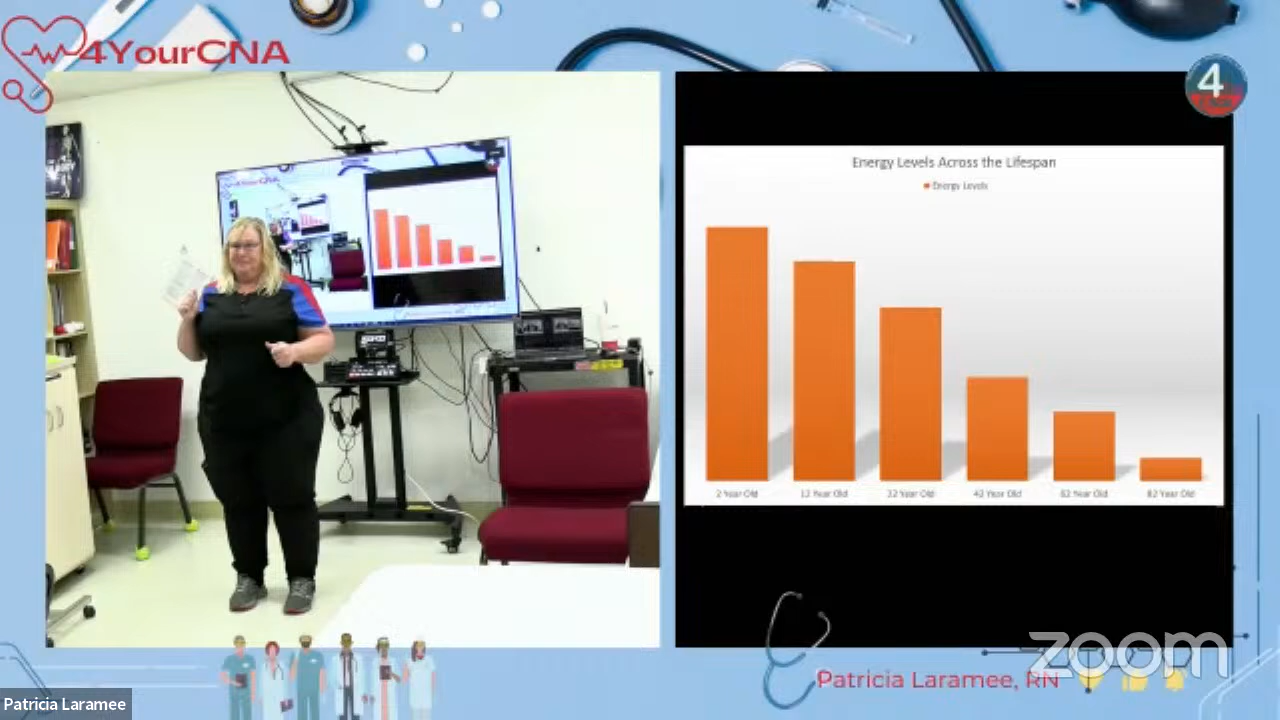 4YourCNA
4
Energy Levels Across the Lifespan
Energy Levels
2 Year Old
12 Year Old
22 Year Old
42 Year Old
62 Year Old
82 Year Old
zoom
Patricia Laramee, RN
Patricia Laramee